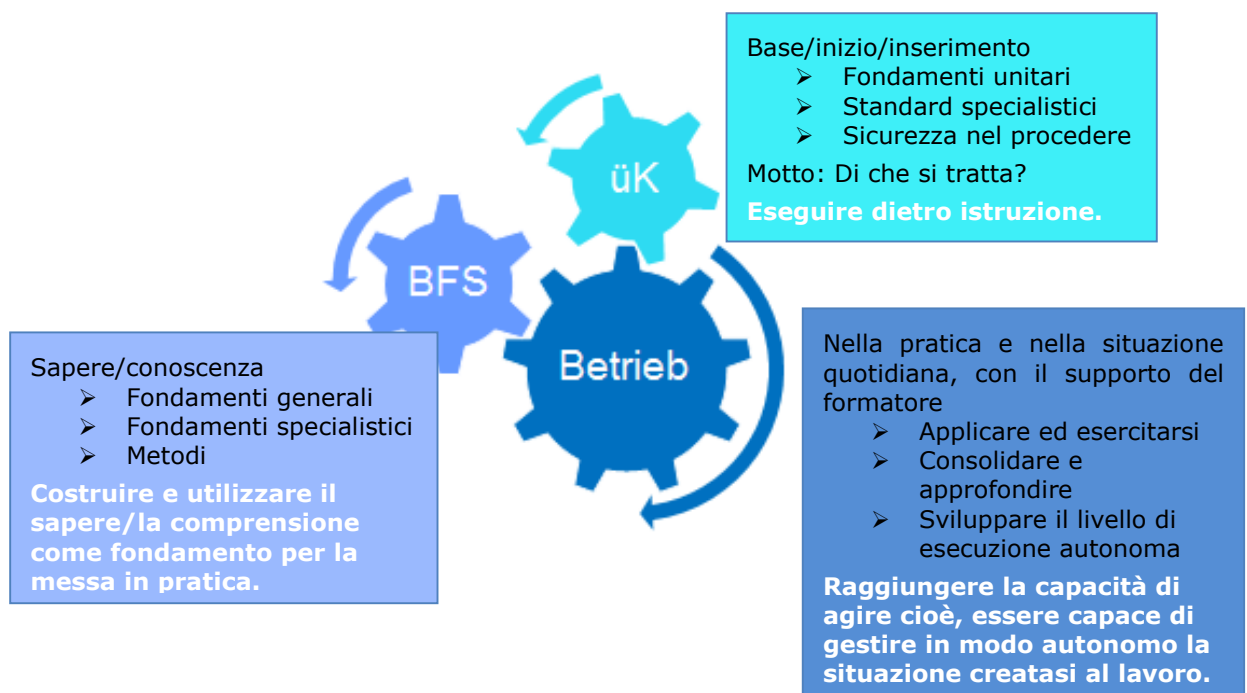 Base/inizio/inserimento
➢ Fondamenti unitari
➢ Standard specialistici
➢ Sicurezza nel procedere
Motto: Di che si tratta?
Eseguire dietro istruzione.
üK
BFS
Betrieb
Sapere/conoscenza
➢ Fondamenti generali
➢ Fondamenti specialistici
➢ Metodi
Costruire e utilizzare il
sapere/la comprensione
come fondamento per la
messa in pratica.
Nella pratica e nella situazione
quotidiana, con il supporto del
formatore
➢ Applicare ed esercitarsi
➢ Consolidare e
approfondire
➢ Sviluppare il livello di
esecuzione autonoma
Raggiungere la capacità di
agire cioè, essere capace di
gestire in modo autonomo la
situazione creatasi al lavoro.